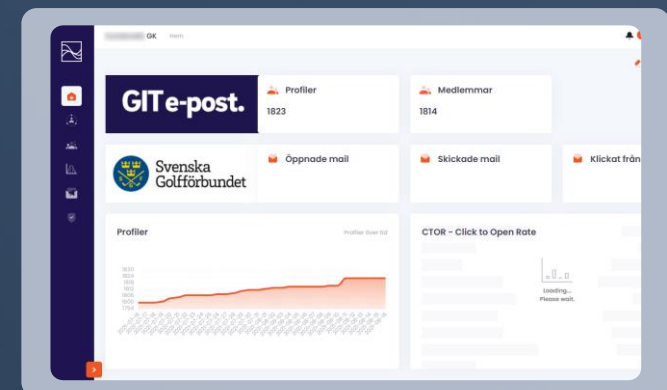 GK Hem
GIT e-post.
Profiler
1823
Medlemmar
1814
Svenska
Golfförbundet
Öppnade mail
Skickade mail
Klickat från
Profiler
Profiler över tid
CTOR - Click to Open Rate
Loading...
Please wait.